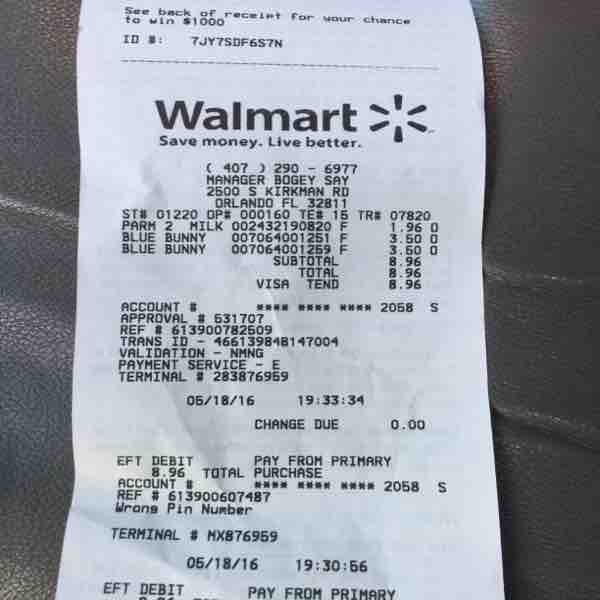 See back of receipt for your chance
to win $1000
ID #: 7JY7SDF6S7N
Walmart
Save money. Live better.
( 407 ) 290 - 6977
MANAGER BOGEY SAY
2500 S KIRKMAN RD
ORLANDO FL 32811
ST# 01220 OP# 000160 TE# 15 TR# 07820
PARM 2 MILK 002432190820 F 1.96 O
BLUE BUNNY 007064001251 F 3.50 O
BLUE BUNNY 007064001259 F 3.50 O
SUBTOTAL 8.96
TOTAL 8.96
VISA TEND 8.96
ACCOUNT # **** **** **** 2058 S
APPROVAL # 531707
REF # 613900782509
TRANS ID - 466139848147004
VALIDATION - NMNG
PAYMENT SERVICE - E
TERMINAL # 283876959
05/18/16 19:33:34
CHANGE DUE 0.00
EFT DEBIT PAY FROM PRIMARY
8.96 TOTAL PURCHASE
ACCOUNT # **** **** **** 2058 S
REF # 613900607487
Wrong Pin Number
TERMINAL # MX876959
05/18/16 19:30:56
EFT DEBIT PAY FROM PRIMARY